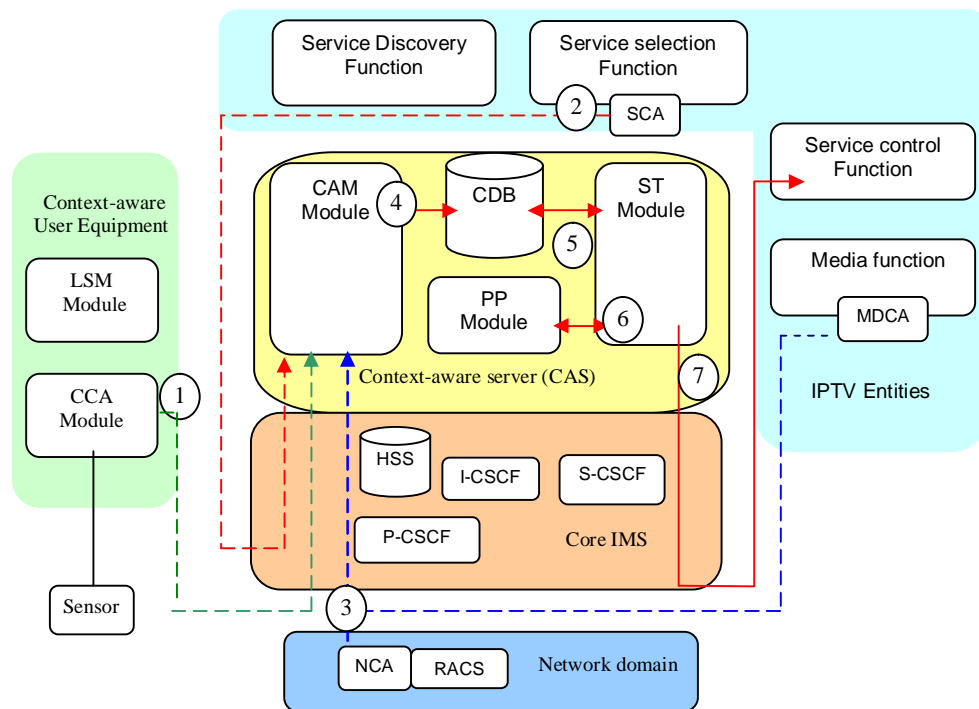 Service Discovery
Function
Service selection
Function
2
SCA
Service control
Function
Context-aware
User Equipment
CAM
Module
4
CDB
ST
Module
5
LSM
Module
PP
Module
6
Media function
MDCA
CCA
Module
1
Context-aware server (CAS)
7
IPTV Entities
HSS
I-CSCF
S-CSCF
P-CSCF
Core IMS
Sensor
3
NCA
RACS
Network domain